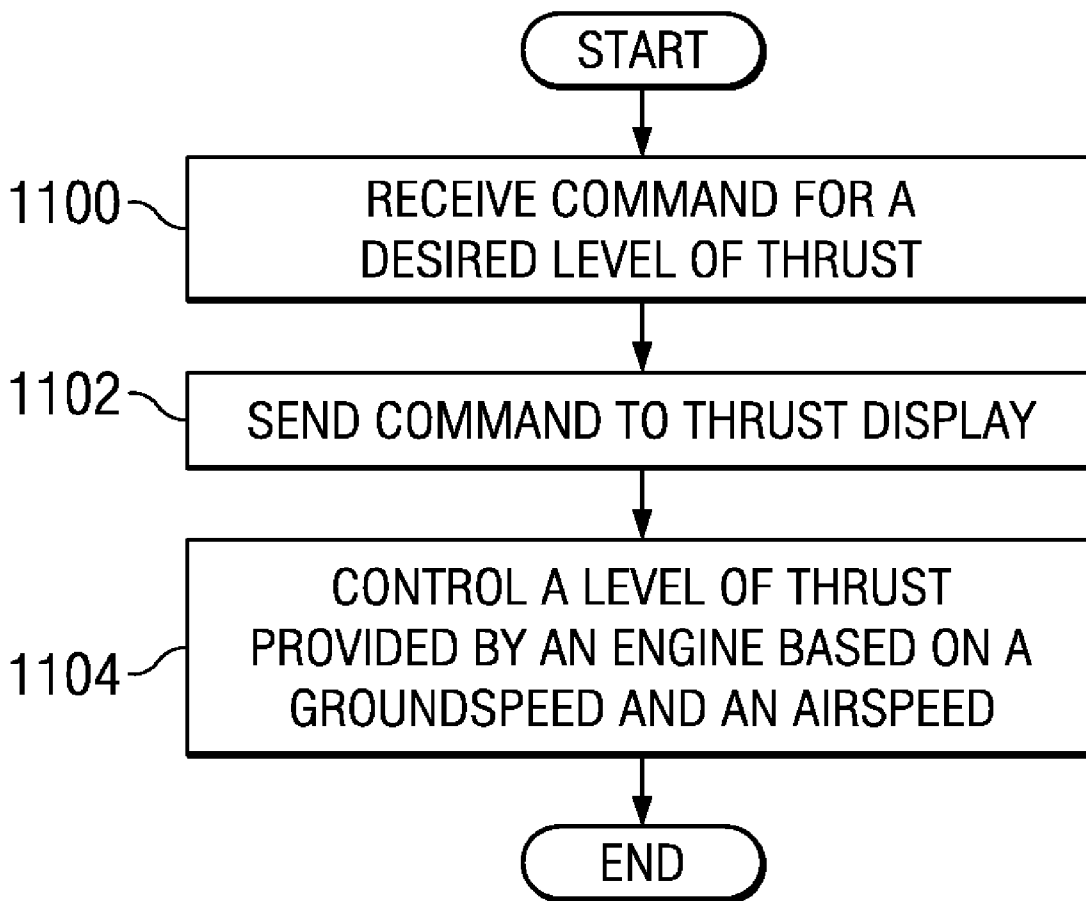 START
1100
RECEIVE COMMAND FOR A
DESIRED LEVEL OF THRUST
1102
SEND COMMAND TO THRUST DISPLAY
1104
CONTROL A LEVEL OF THRUST
PROVIDED BY AN ENGINE BASED ON A
GROUNDSPEED AND AN AIRSPEED
END